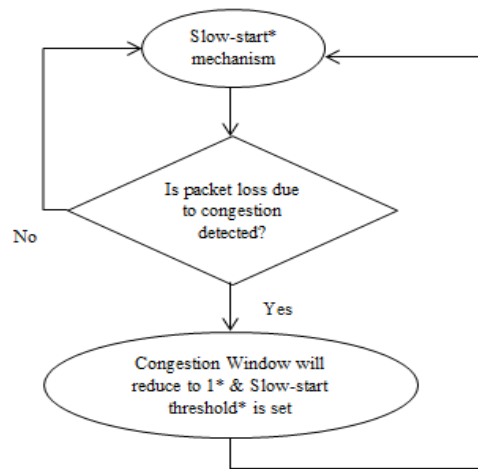 Slow-start*
mechanism
Is packet loss due
to congestion
detected?
No
Yes
Congestion Window will
reduce to 1* & Slow-start
threshold* is set